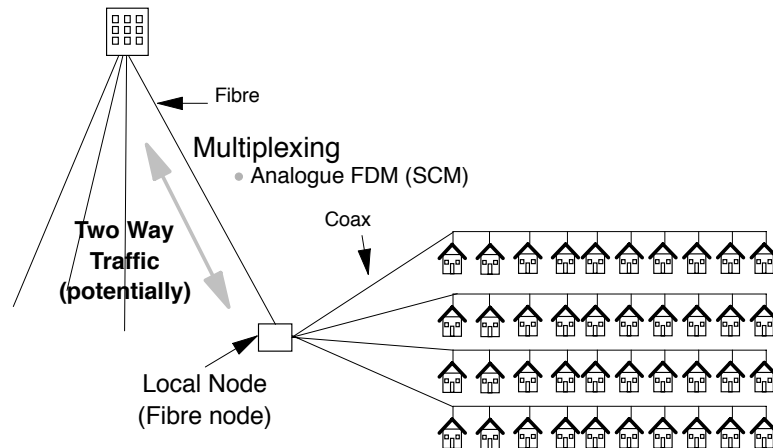 Fibre
Multiplexing
• Analogue FDM (SCM)
Coax
Two Way
Traffic
(potentially)
Local Node
(Fibre node)